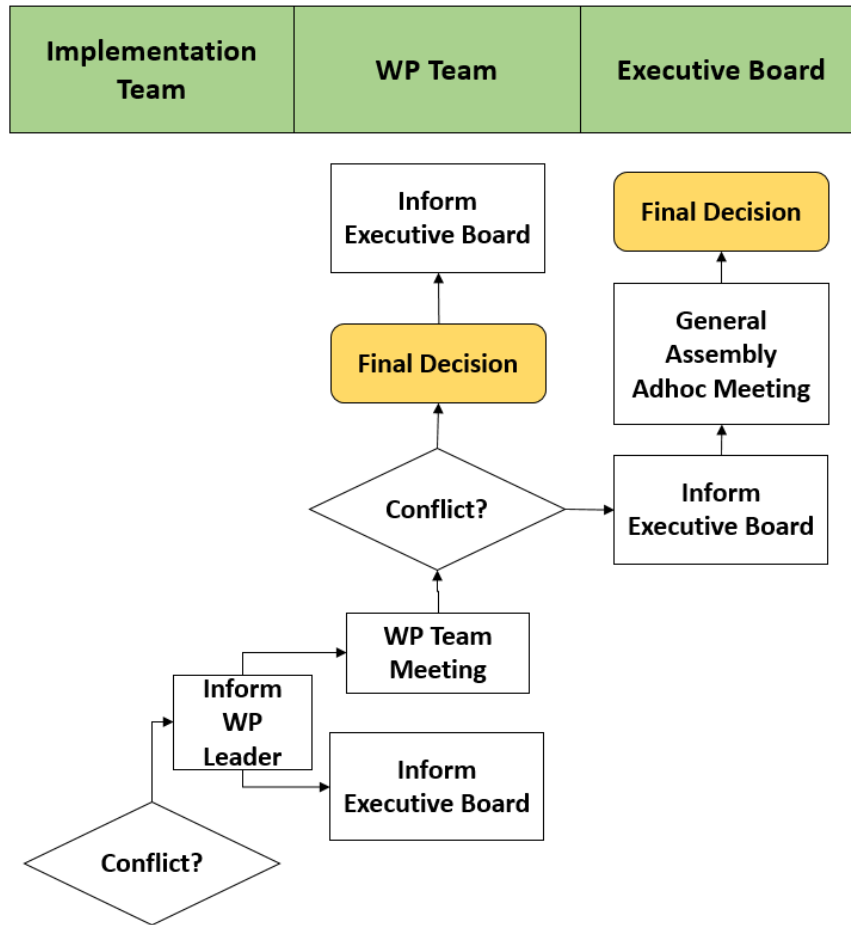 Implementation
Team
WP Team
Executive Board
Inform
Executive Board
Final Decision
Final Decision
General
Assembly
Adhoc Meeting
Conflict?
Inform
Executive Board
WP Team
Meeting
Inform
WP
Leader
Inform
Executive Board
Conflict?